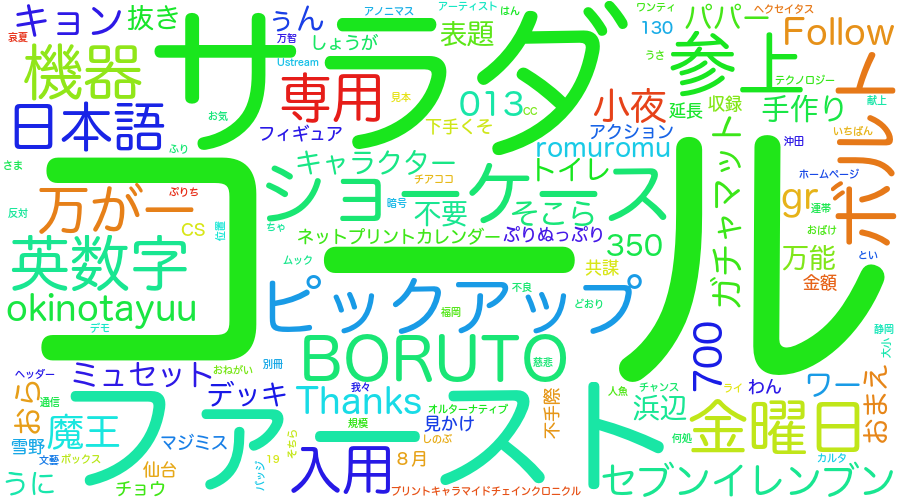 キョン
抜き
うん
アノニマス
アーティスト
はん
ワンティ
ヘクセイタス
哀夏
サラダ
万智
しょうが
表題
130
パパー
Follow
機器
Ustream
うさ
参上
テクノロジー
専用
見本
013
cc
小夜
延長
収録
手作り
献上
日本語
お気
フィギュア
下手くそ
アクション
romuromu
沖田
いちばん
ボルト
ふり
さま
キャラクター
トイレ
ガチャマット
ホームページ
コール
ショーケース
チアココ
ぷりち
万が一
暗号
不要
そこら
gr
連帯
反対
CS
位置
ちゃ
ネットプリントカレンダー
ぷりぬっぷり
350
おばけ
英数字
ムック
共謀
万能
とい
金額
okinotayuu
ピックアップ
不良
どおり
福岡
デモ
BORUTO
700
静岡
大小
慈悲
ヘッダー
ミュセット
おねがい
別冊
我々
人魚
チャンス
ライ
わん
ワー
おまえ
おら
通信
ファースト
デッキ
Thanks
オルターナティブ
規模
見かけ
不手際
浜辺
金曜日
魔王
雪野
マジミス
しのぶ
何処
カルタ
文藝
ボックス
仙台
19
そちら
入用
8月
セブンイレブン
うに
チョウ
バッジ
プリントキャラマイドチェインクロニクル